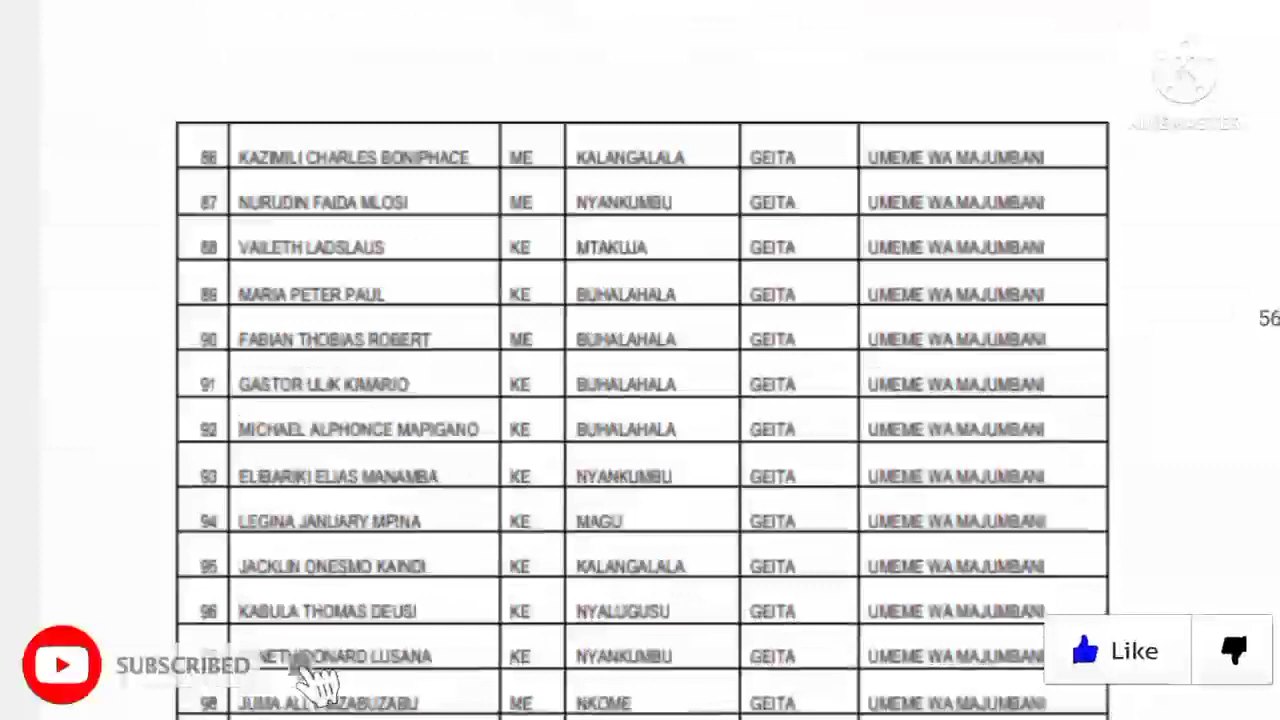 KINEMASTER
86 KAZIMILI CHARLES BONIPHACE ME KALANGALALA GEITA UMEME WA MAJUMBANI
87 NURUDIN FAIDA MLOSI ME NYANKUMBU GEITA UMEME WA MAJUMBANI
88 VAILETH LADSLAUS KE MTAKUJA GEITA UMEME WA MAJUMBANI
89 MARIA PETER PAUL KE BUHALAHALA GEITA UMEME WA MAJUMBANI
56
90 FABIAN THOBIAS ROBERT ME BUHALAHALA GEITA UMEME WA MAJUMBANI
91 GASTOR ULIK KIMARIO KE BUHALAHALA GEITA UMEME WA MAJUMBANI
92 MICHAEL ALPHONCE MAPIGANO KE BUHALAHALA GEITA UMEME WA MAJUMBANI
93 ELIBARIKI ELIAS MANAMBA KE NYANKUMBU GEITA UMEME WA MAJUMBANI
94 LEGINA JANUARY MPINA KE MAGU GEITA UMEME WA MAJUMBANI
95 JACKLIN ONESMO KAINDI KE KALANGALALA GEITA UMEME WA MAJUMBANI
96 KABULA THOMAS DEUSI KE NYALUGUSU GEITA UMEME WA MAJUMBANI
LUSANA KE NYANKUMBU GEITA UMEME WA MAJUMBANI
98 JUMA ME NKOME GEITA UMEME WA MAJUMBANI
SUBSCRIBED
Like